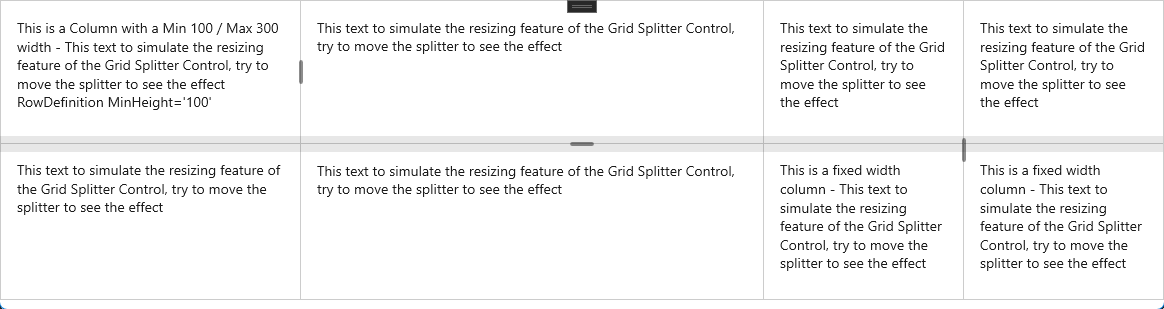 This is a Column with a Min 100 / Max 300
width - This text to simulate the resizing
feature of the Grid Splitter Control, try to
move the splitter to see the effect
RowDefinition MinHeight='100'
This text to simulate the resizing feature of the Grid Splitter Control,
try to move the splitter to see the effect
This text to simulate the
resizing feature of the Grid
Splitter Control, try to
move the splitter to see
the effect
This text to simulate the
resizing feature of the Grid
Splitter Control, try to
move the splitter to see
the effect
This text to simulate the resizing feature of
the Grid Splitter Control, try to move the
splitter to see the effect
This text to simulate the resizing feature of the Grid Splitter Control,
try to move the splitter to see the effect
This is a fixed width
column - This text to
simulate the resizing
feature of the Grid Splitter
Control, try to move the
splitter to see the effect
This is a fixed width
column - This text to
simulate the resizing
feature of the Grid Splitter
Control, try to move the
splitter to see the effect